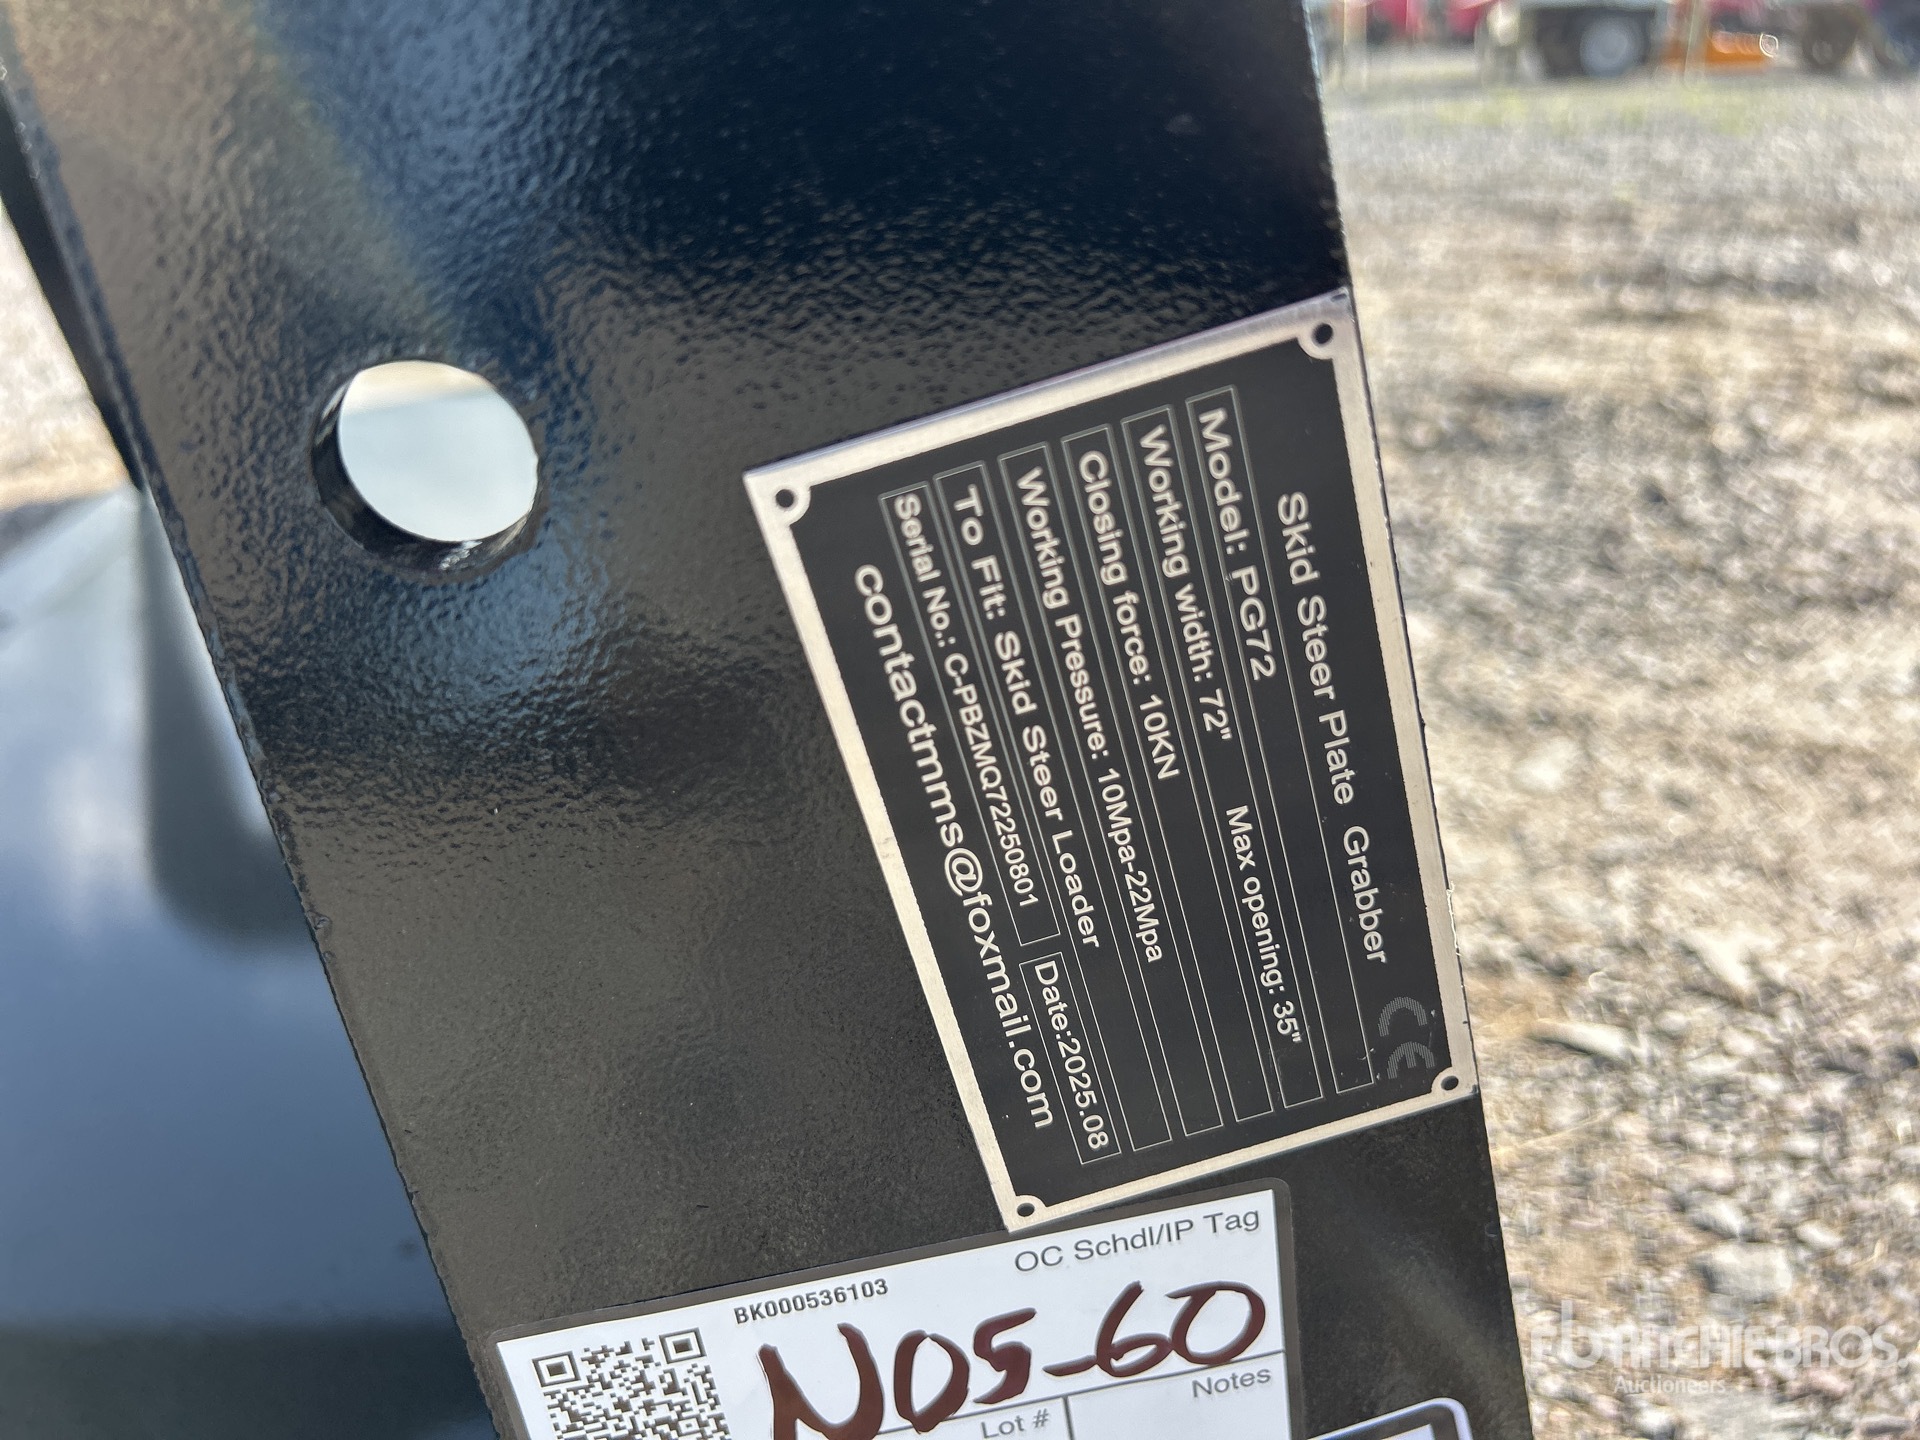 Skid Steer Plate Grabber
CE
Model: PG72
Working width: 72" Max opening: 35"
Closing force: 10KN
Working Pressure: 10Mpa-22Mpa
To Fit: Skid Steer Loader
Serial No.: C-PBZMQ72250801 Date:2025.08
contactmms@foxmail.com
OC Schdl/IP Tag
BK000536103
N05-60
Lot #
Notes
rb RITCHIE BROS.
Auctioneers